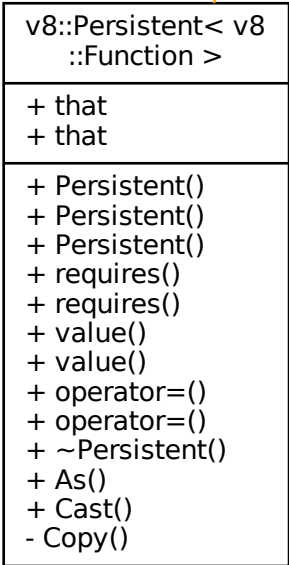 v8::Persistent< v8
::Function >
+ that
+ that
+ Persistent()
+ Persistent()
+ Persistent()
+ requires()
+ requires()
+ value()
+ value()
+ operator=()
+ operator=()
+ ~Persistent()
+ As()
+ Cast()
- Copy()